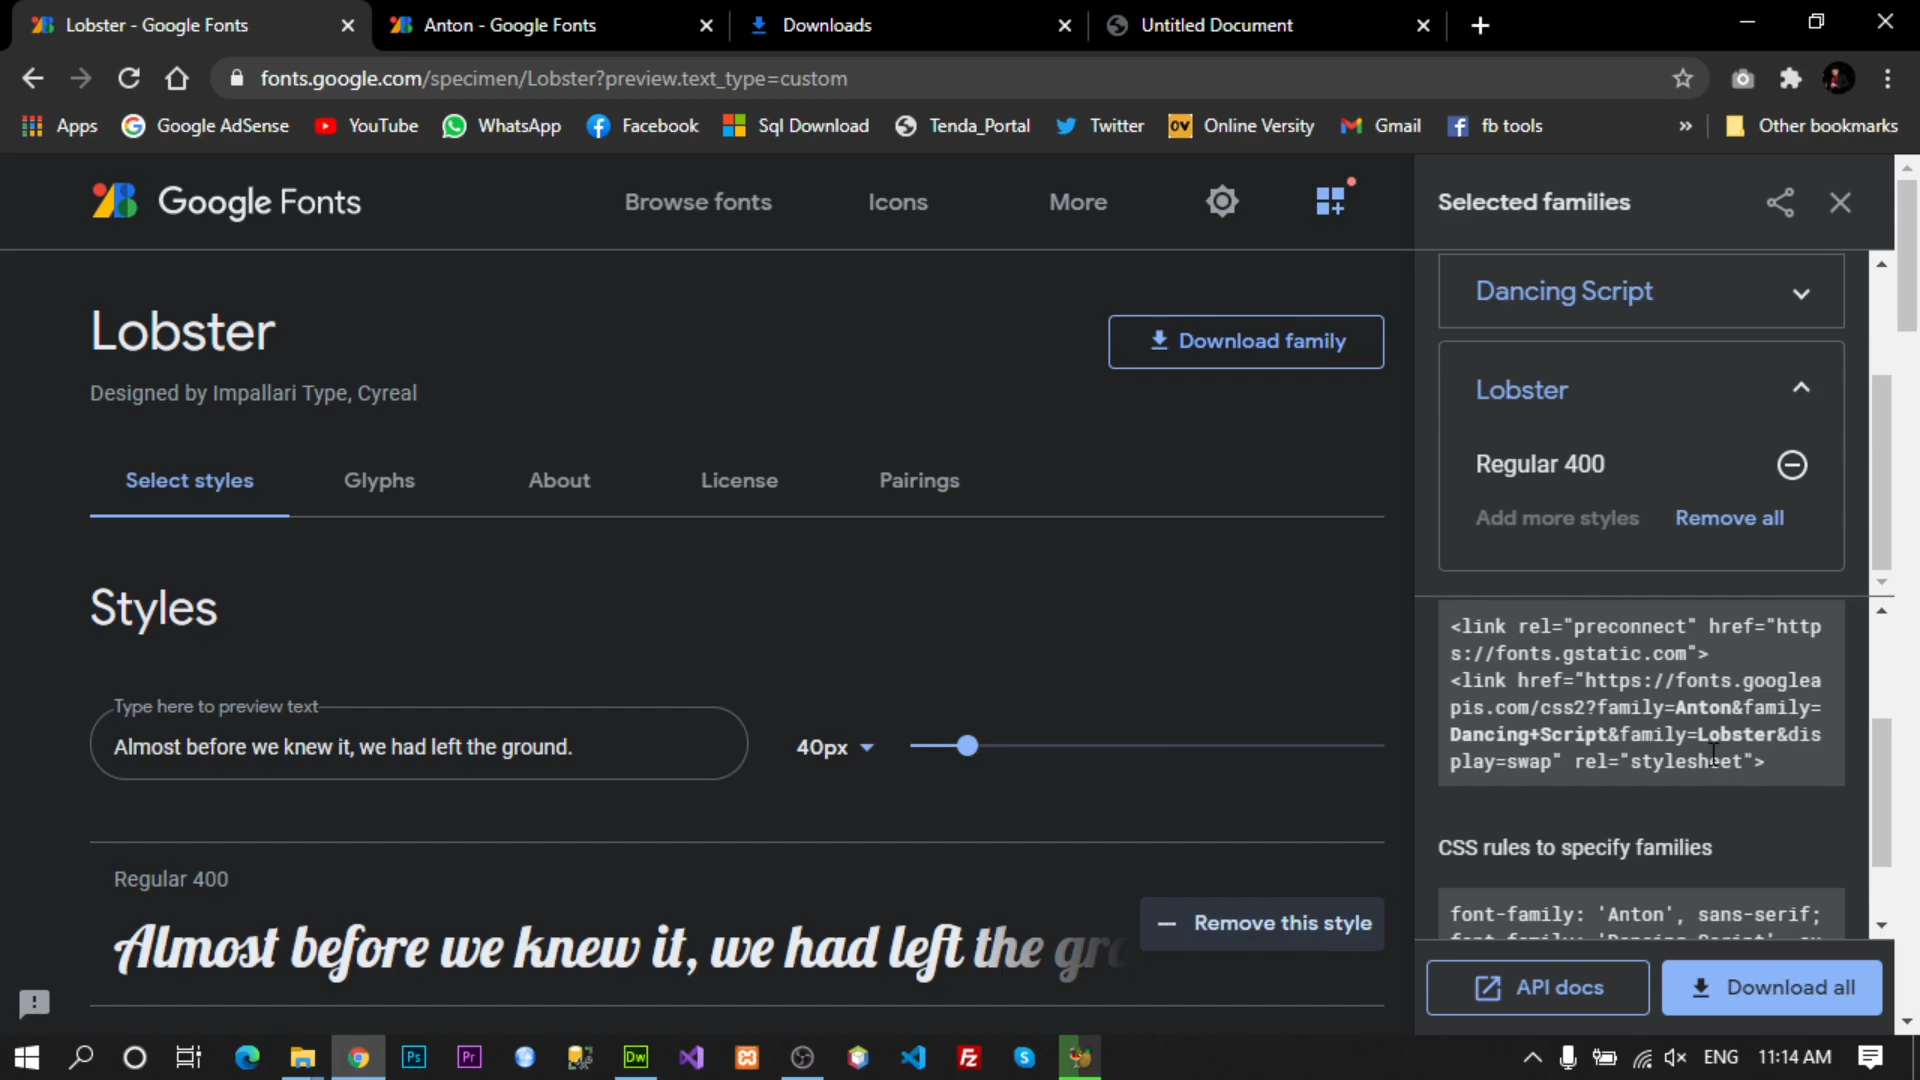 Lobster - Google Fonts
Anton - Google Fonts
Downloads
Untitled Document
fonts.google.com/specimen/Lobster?preview.text_type=custom
Apps
Google AdSense
YouTube
WhatsApp
Facebook
Sql Download
Tenda_Portal
Twitter
OV
Online Versity
Gmail
fb tools
»
Other bookmarks
Google Fonts
Browse fonts
Icons
More
Selected families
Lobster
Designed by Impallari Type, Cyreal
Download family
Select styles
Glyphs
About
License
Pairings
Styles
Type here to preview text
Almost before we knew it, we had left the ground.
40px
Regular 400
Almost before we knew it, we had left the gro
Remove this style
Dancing Script
Lobster
Regular 400
Add more styles
Remove all
<link rel="preconnect" href="http
s://fonts.gstatic.com">
<link href="https://fonts.googlea
pis.com/css2?family=Anton&family=
Dancing+Script&family=Lobster&dis
play=swap" rel="stylesheet">
CSS rules to specify families
font-family: 'Anton', sans-serif;
API docs
Download all
Ps
Pr
Dw
Fz
S
ENG
11:14 AM